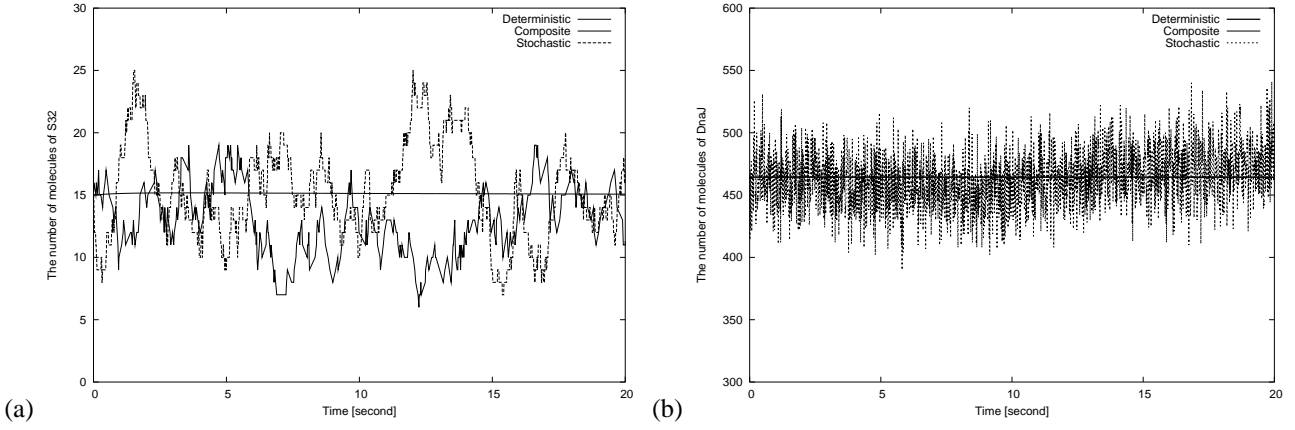 30
25
20
15
10
5
0
The number of molecules of S32
Deterministic
Composite
Stochastic
0 5 10 15 20
Time [second]
(a)
600
550
500
450
400
350
300
The number of molecules of DnaJ
Deterministic
Composite
Stochastic
0 5 10 15 20
Time [second]
(b)